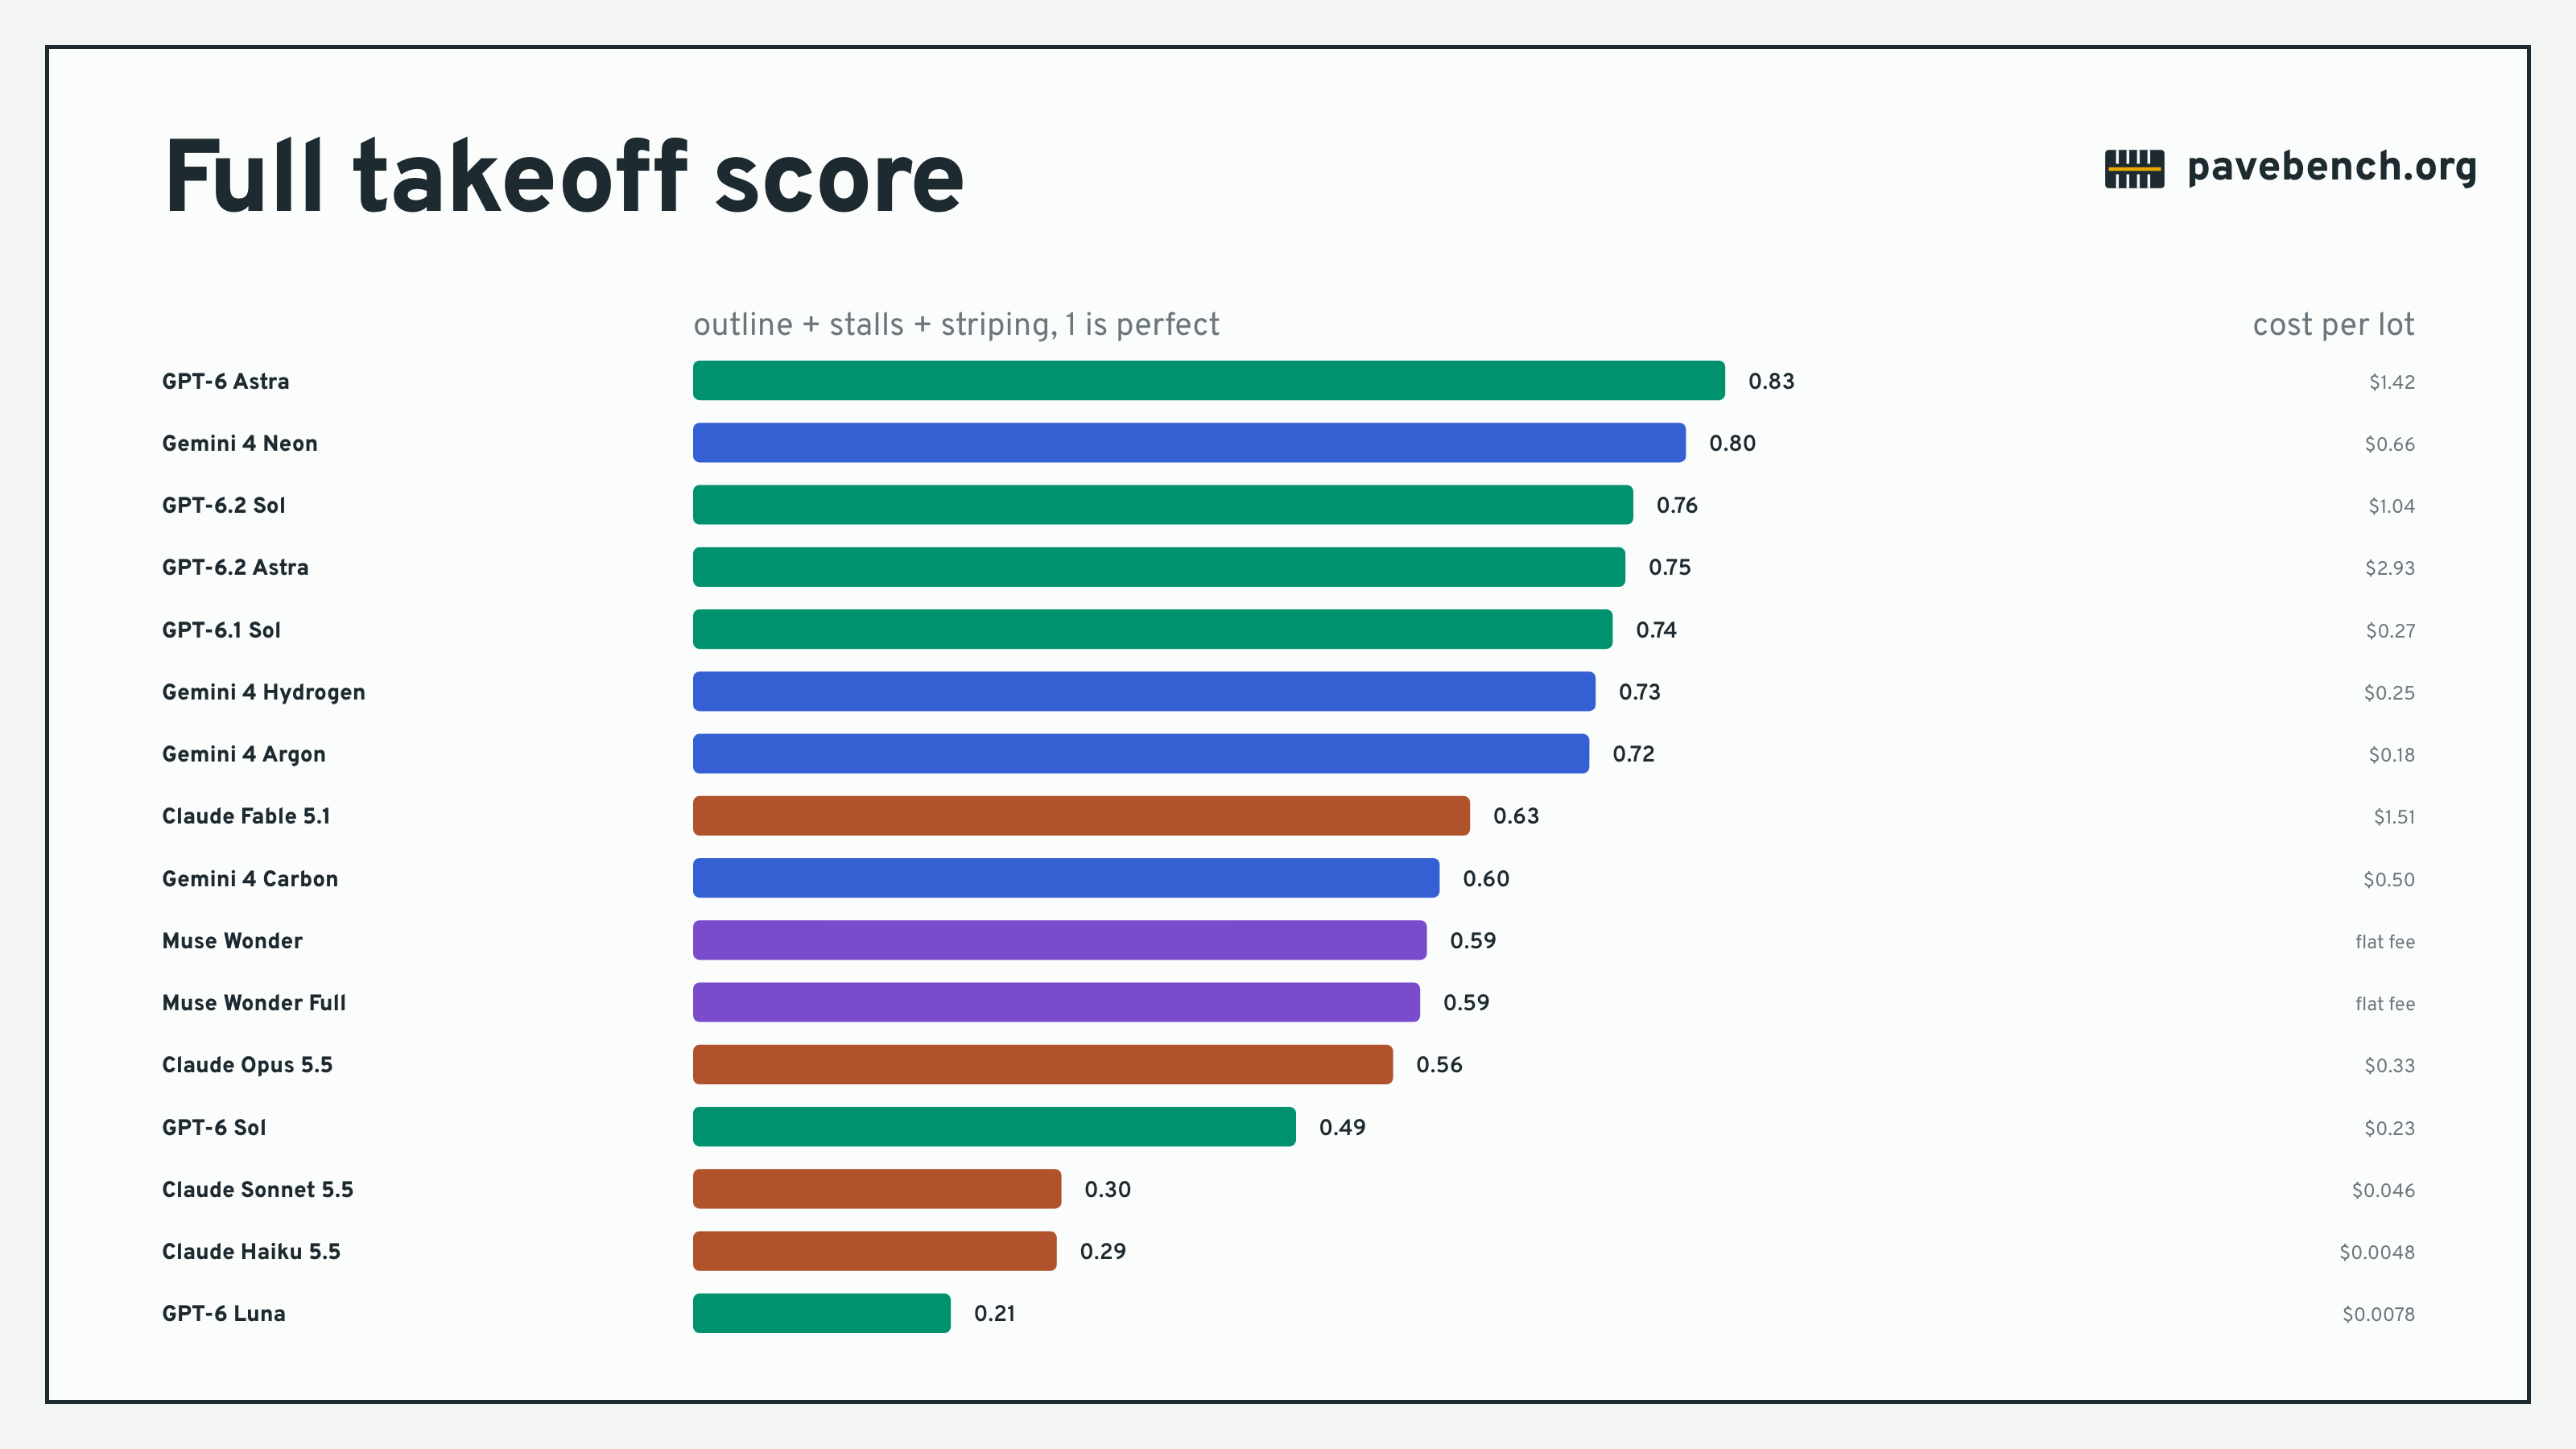 Full takeoff score
pavebench.org
outline + stalls + striping, 1 is perfect
cost per lot
GPT-6 Astra 0.83 $1.42
Gemini 4 Neon 0.80 $0.66
GPT-6.2 Sol 0.76 $1.04
GPT-6.2 Astra 0.75 $2.93
GPT-6.1 Sol 0.74 $0.27
Gemini 4 Hydrogen 0.73 $0.25
Gemini 4 Argon 0.72 $0.18
Claude Fable 5.1 0.63 $1.51
Gemini 4 Carbon 0.60 $0.50
Muse Wonder 0.59 flat fee
Muse Wonder Full 0.59 flat fee
Claude Opus 5.5 0.56 $0.33
GPT-6 Sol 0.49 $0.23
Claude Sonnet 5.5 0.30 $0.046
Claude Haiku 5.5 0.29 $0.0048
GPT-6 Luna 0.21 $0.0078